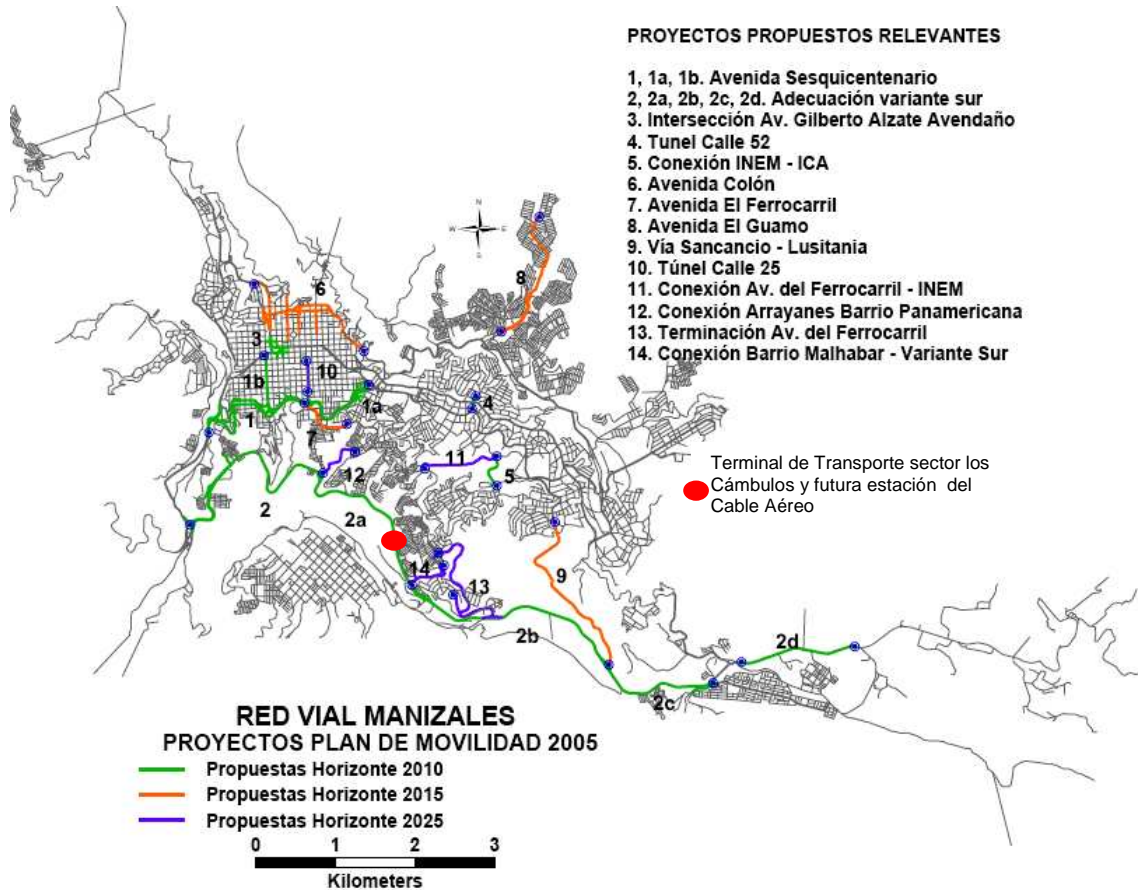 PROYECTOS PROPUESTOS RELEVANTES
1, 1a, 1b. Avenida Sesquicentenario
2, 2a, 2b, 2c, 2d. Adecuación variante sur
3. Intersección Av. Gilberto Alzate Avendaño
4. Tunel Calle 52
5. Conexión INEM - ICA
6. Avenida Colón
7. Avenida El Ferrocarril
8. Avenida El Guamo
9. Vía Sancancio - Lusitania
10. Túnel Calle 25
11. Conexión Av. del Ferrocarril - INEM
12. Conexión Arrayanes Barrio Panamericana
13. Terminación Av. del Ferrocarril
14. Conexión Barrio Malhabar - Variante Sur
N
W E
S
8
6
3
10
1b
1a
4
1
7
11
12
5
2
2a
14
13
9
2b
2d
2c
Terminal de Transporte sector los
Cámbulos y futura estación del
Cable Aéreo
RED VIAL MANIZALES
PROYECTOS PLAN DE MOVILIDAD 2005
Propuestas Horizonte 2010
Propuestas Horizonte 2015
Propuestas Horizonte 2025
0 1 2 3
Kilometers